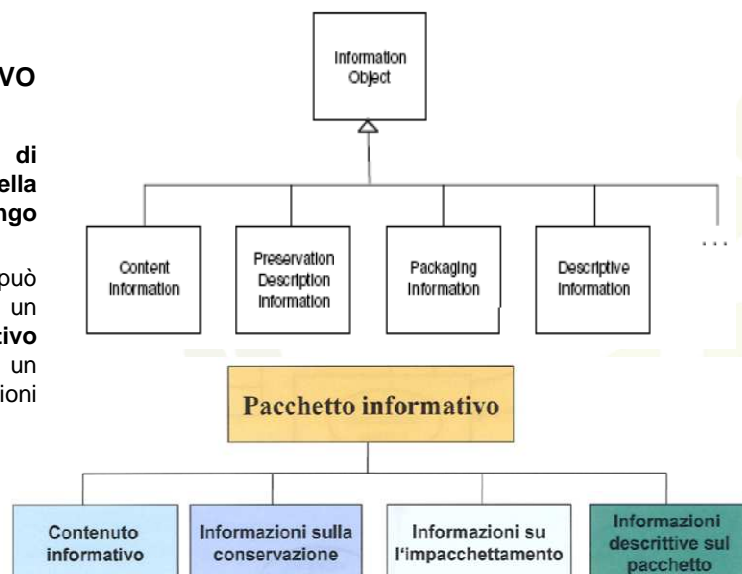 VO
di
ella
ngo
può
un
tivo
un
ioni
Information
Object
Content
Information
Preservation
Description
Information
Packaging
Information
Descriptive
Information
...
Pacchetto informativo
Contenuto
informativo
Informazioni sulla
conservazione
Informazioni su
l'impacchettamento
Informazioni
descrittive sul
pacchetto